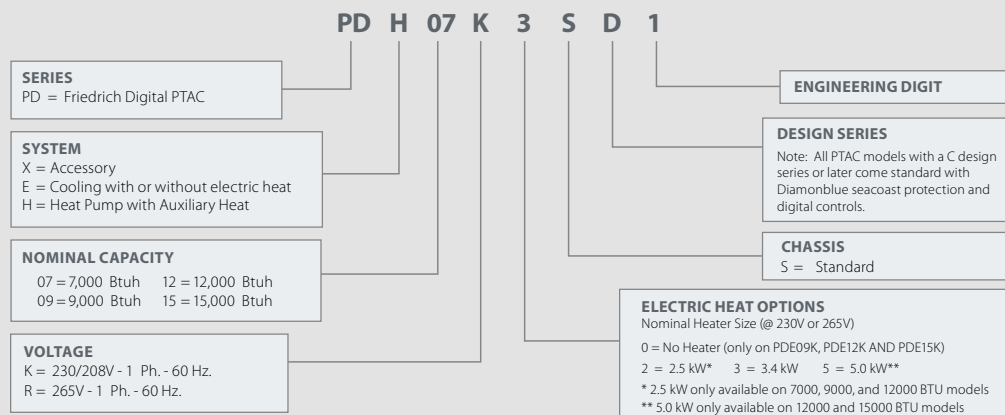 PD H 07 K 3 S D 1
SERIES
PD = Friedrich Digital PTAC
SYSTEM
X = Accessory
E = Cooling with or without electric heat
H = Heat Pump with Auxiliary Heat
NOMINAL CAPACITY
07 = 7,000 Btuh 12 = 12,000 Btuh
09 = 9,000 Btuh 15 = 15,000 Btuh
VOLTAGE
K = 230/208V - 1 Ph. - 60 Hz.
R = 265V - 1 Ph. - 60 Hz.
ENGINEERING DIGIT
DESIGN SERIES
Note: All PTAC models with a C design
series or later come standard with
Diamonblue seacoast protection and
digital controls.
CHASSIS
S = Standard
ELECTRIC HEAT OPTIONS
Nominal Heater Size (@ 230V or 265V)
0 = No Heater (only on PDE09K, PDE12K AND PDE15K)
2 = 2.5 kW* 3 = 3.4 kW 5 = 5.0 kW**
* 2.5 kW only available on 7000, 9000, and 12000 BTU models
** 5.0 kW only available on 12000 and 15000 BTU models